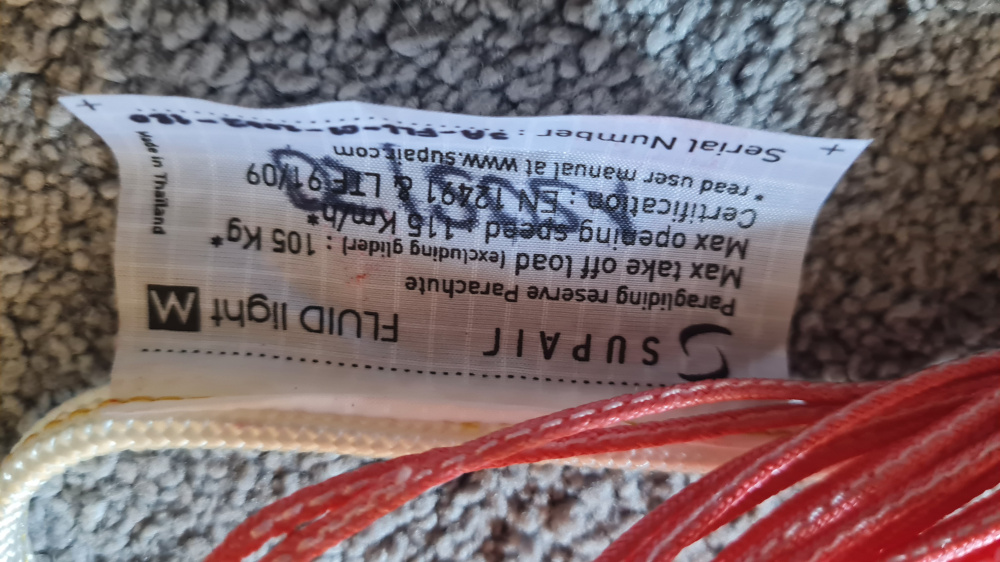 SUPAIR FLUID light M
Paragliding reserve Parachute
Max take off load (excluding glider) : 105 Kg*
Max opening speed : 115 Km/h*
Certification : EN 12491 & LTF 91/09
* read user manual at www.supair.com
Serial Number :
Made in Thailand